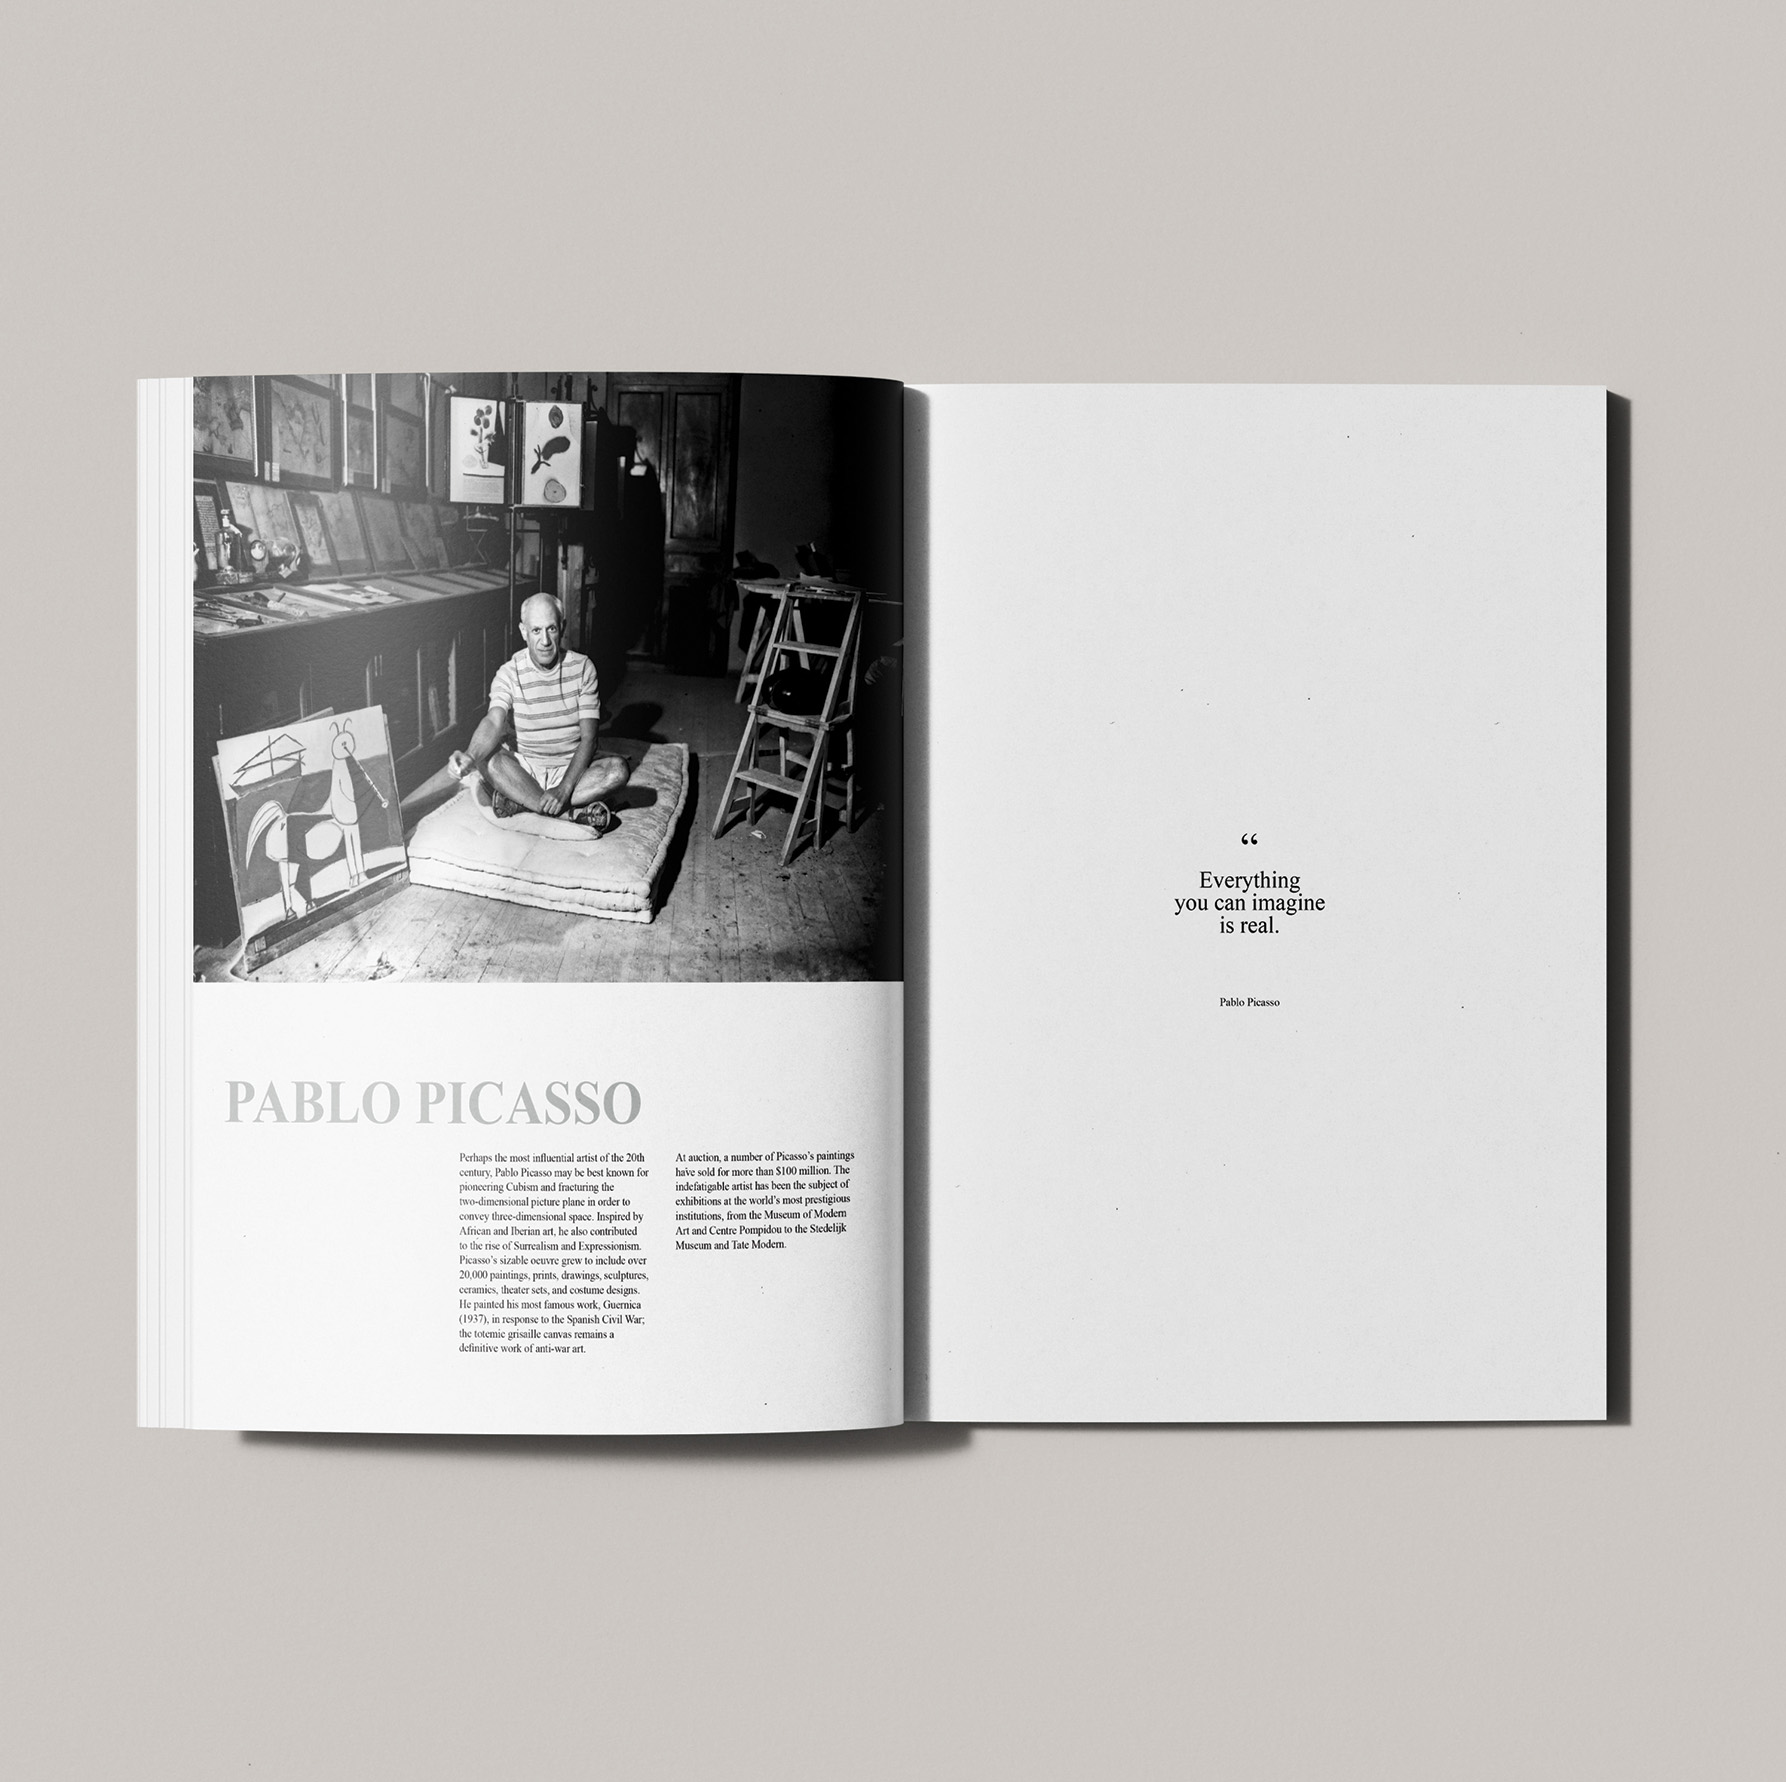 PABLO PICASSO
Perhaps the most influential artist of the 20th
century, Pablo Picasso may be best known for
pioneering Cubism and fracturing the
two-dimensional picture plane in order to
convey three-dimensional space. Inspired by
African and Iberian art, he also contributed
to the rise of Surrealism and Expressionism.
Picasso's sizable oeuvre grew to include over
20,000 paintings, prints, drawings, sculptures,
ceramics, theater sets, and costume designs.
He painted his most famous work, Guernica
(1937), in response to the Spanish Civil War;
the totemic grisaille canvas remains a
definitive work of anti-war art.
At auction, a number of Picasso's paintings
have sold for more than $100 million. The
indefatigable artist has been the subject of
exhibitions at the world's most prestigious
institutions, from the Museum of Modern
Art and Centre Pompidou to the Stedelijk
Museum and Tate Modern.
“
Everything
you can imagine
is real.
Pablo Picasso